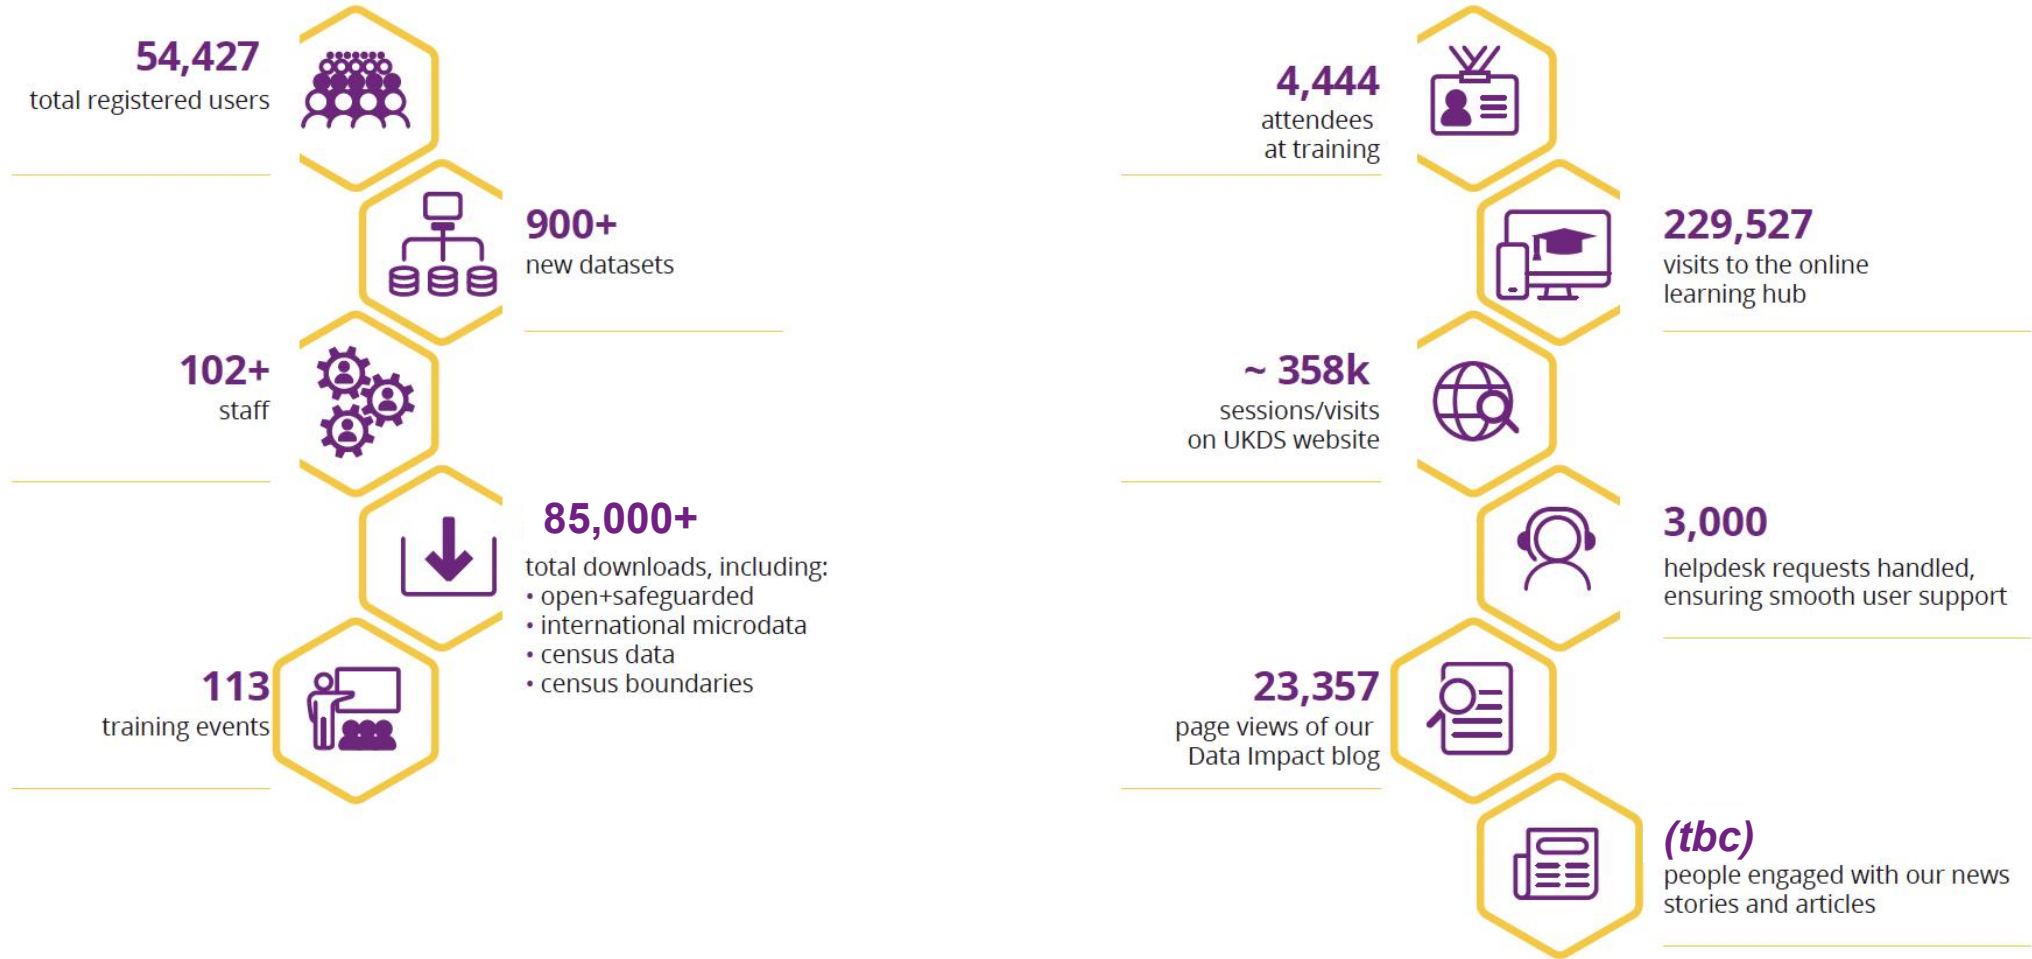 54,427
total registered users
900+
new datasets
102+
staff
85,000+
total downloads, including:
• open+safeguarded
• international microdata
• census data
• census boundaries
113
training events
4,444
attendees
at training
229,527
visits to the online
learning hub
~ 358k
sessions/visits
on UKDS website
3,000
helpdesk requests handled,
ensuring smooth user support
23,357
page views of our
Data Impact blog
(tbc)
people engaged with our news
stories and articles